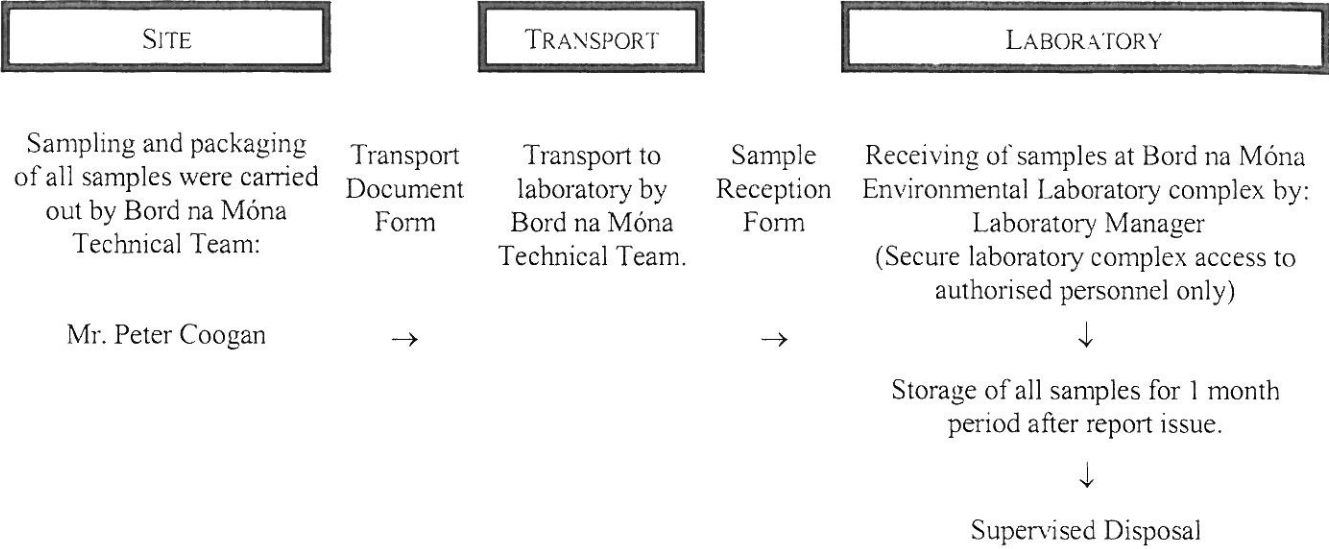 SITE
TRANSPORT
LABORATORY
Sampling and packaging
of all samples were carried
out by Bord na Móna
Technical Team:
Mr. Peter Coogan
Transport
Document
Form
→
Transport to
laboratory by
Bord na Móna
Technical Team.
Sample
Reception
Form
→
Receiving of samples at Bord na Móna
Environmental Laboratory complex by:
Laboratory Manager
(Secure laboratory complex access to
authorised personnel only)
↓
Storage of all samples for 1 month
period after report issue.
↓
Supervised Disposal